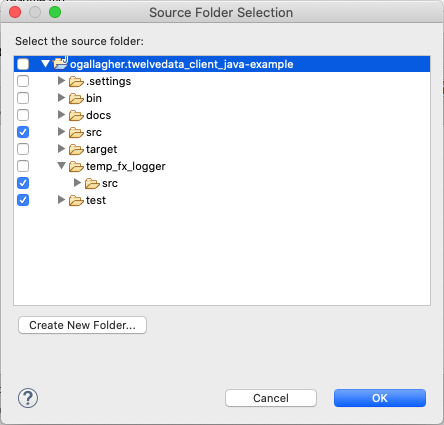 Source Folder Selection
Select the source folder:
ogallagher.twelvedata_client_java-example
.settings
bin
docs
src
target
temp_fx_logger
src
test
Create New Folder...
?
Cancel
OK